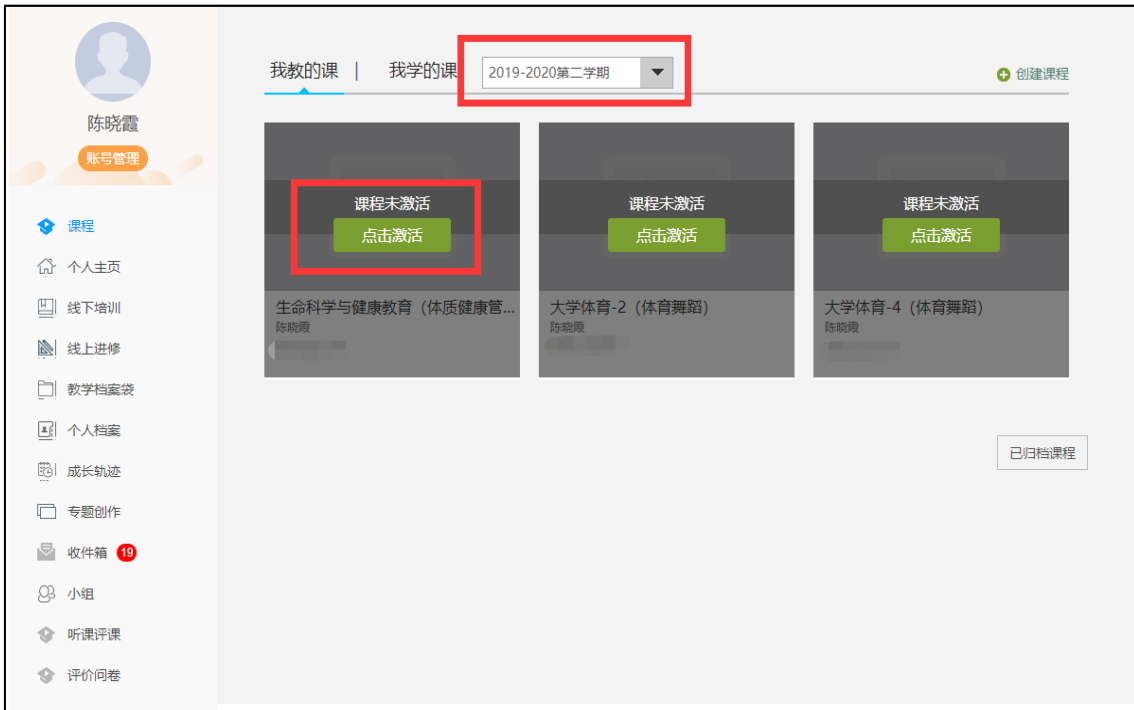 陈晓霞
账号管理
课程
个人主页
线下培训
线上进修
教学档案袋
个人档案
成长轨迹
专题创作
收件箱 19
小组
听课评课
评价问卷
我教的课 | 我学的课 2019-2020第二学期 创建课程
课程未激活
点击激活
生命科学与健康教育（体质健康管...
陈晓霞
课程未激活
点击激活
大学体育-2（体育舞蹈）
陈晓霞
课程未激活
点击激活
大学体育-4（体育舞蹈）
陈晓霞
已归档课程